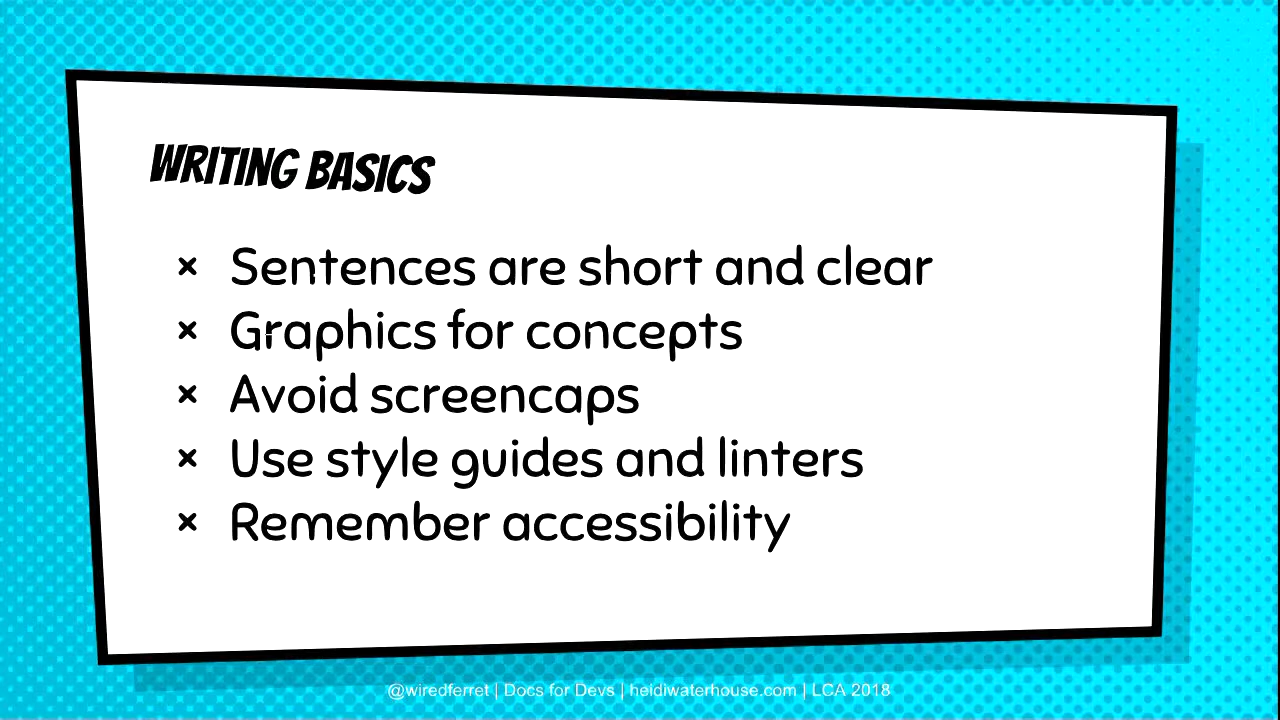 WRITING BASICS
× Sentences are short and clear
× Graphics for concepts
× Avoid screencaps
× Use style guides and linters
× Remember accessibility
@wiredferret | Docs for Devs | heidiwaterhouse.com | LCA 2018